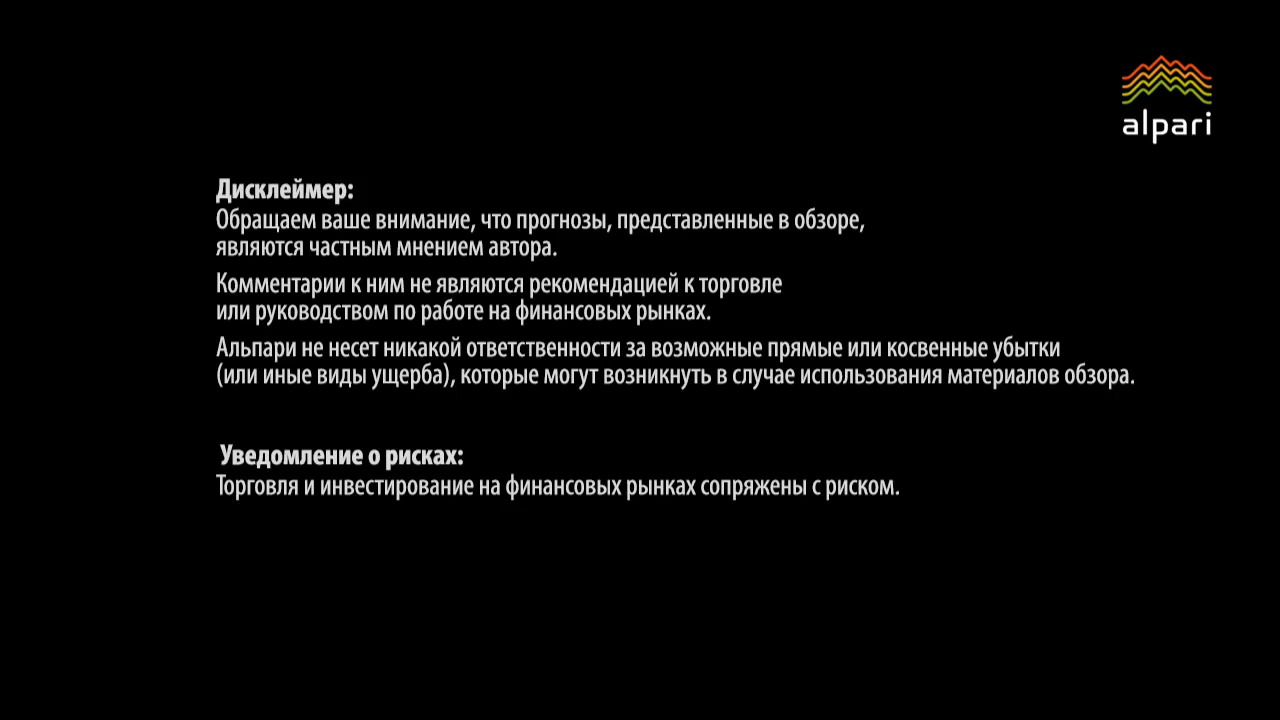 alpari
Дисклеймер:
Обращаем ваше внимание, что прогнозы, представленные в обзоре,
являются частным мнением автора.
Комментарии к ним не являются рекомендацией к торговле
или руководством по работе на финансовых рынках.
Альпари не несет никакой ответственности за возможные прямые или косвенные убытки
(или иные виды ущерба), которые могут возникнуть в случае использования материалов обзора.
Уведомление о рисках:
Торговля и инвестирование на финансовых рынках сопряжены с риском.